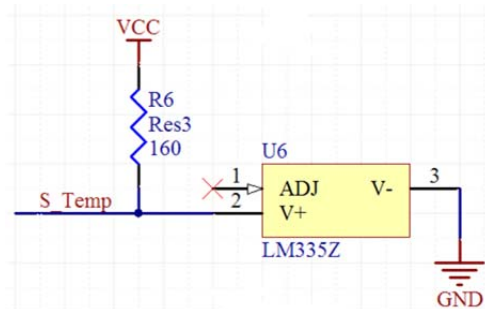 VCC
R6
Res3
160
U6
1
ADJ
V-
3
S_Temp
2
V+
LM335Z
GND